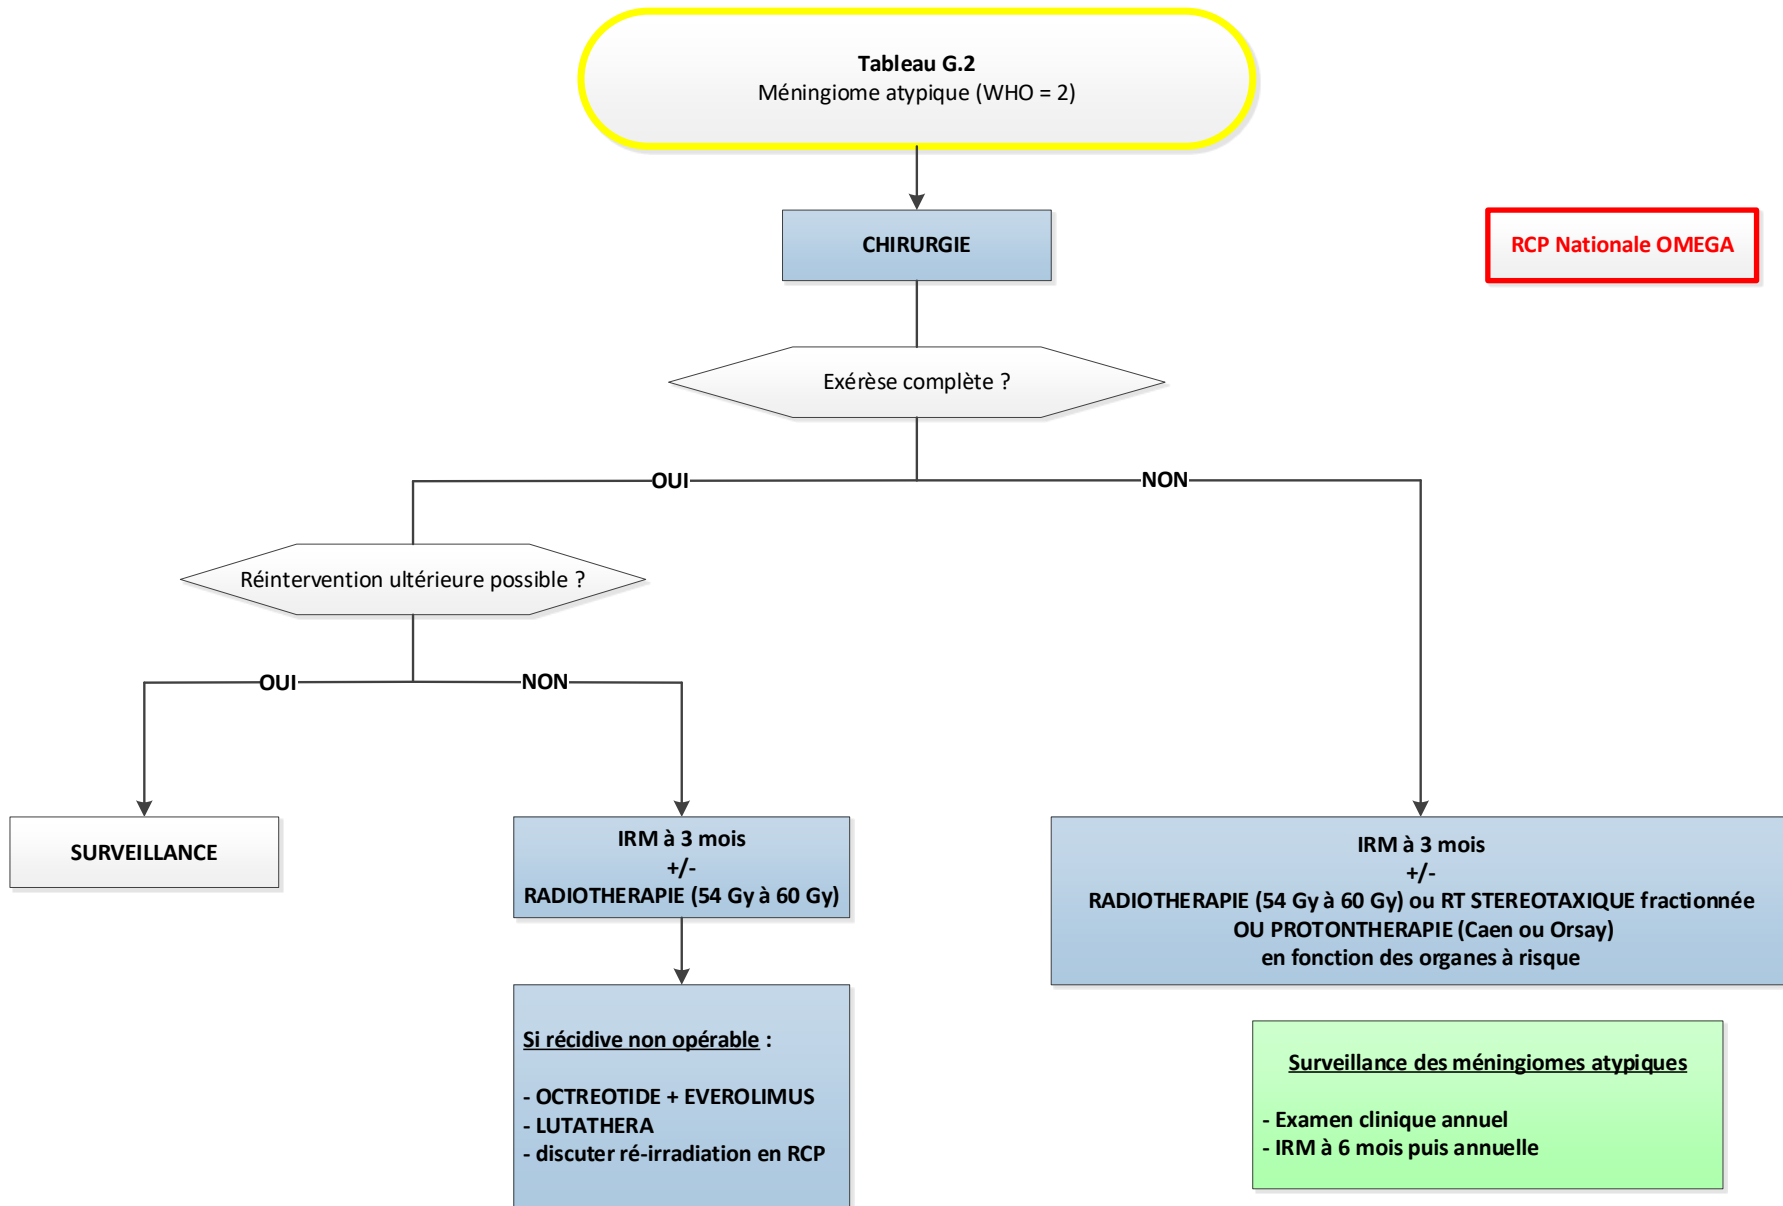 Tableau G.2
Méningiome atypique (WHO = 2)
CHIRURGIE
RCP Nationale OMEGA
Exérèse complète ?
OUI
NON
Réintervention ultérieure possible ?
OUI
NON
SURVEILLANCE
IRM à 3 mois
+/-
RADIOTHERAPIE (54 Gy à 60 Gy)
IRM à 3 mois
+/-
RADIOTHERAPIE (54 Gy à 60 Gy) ou RT STEREOTAXIQUE fractionnée
OU PROTONTHERAPIE (Caen ou Orsay)
en fonction des organes à risque
Si récidive non opérable :
- OCTREOTIDE + EVEROLIMUS
- LUTATHERA
- discuter ré-irradiation en RCP
Surveillance des méningiomes atypiques
- Examen clinique annuel
- IRM à 6 mois puis annuelle